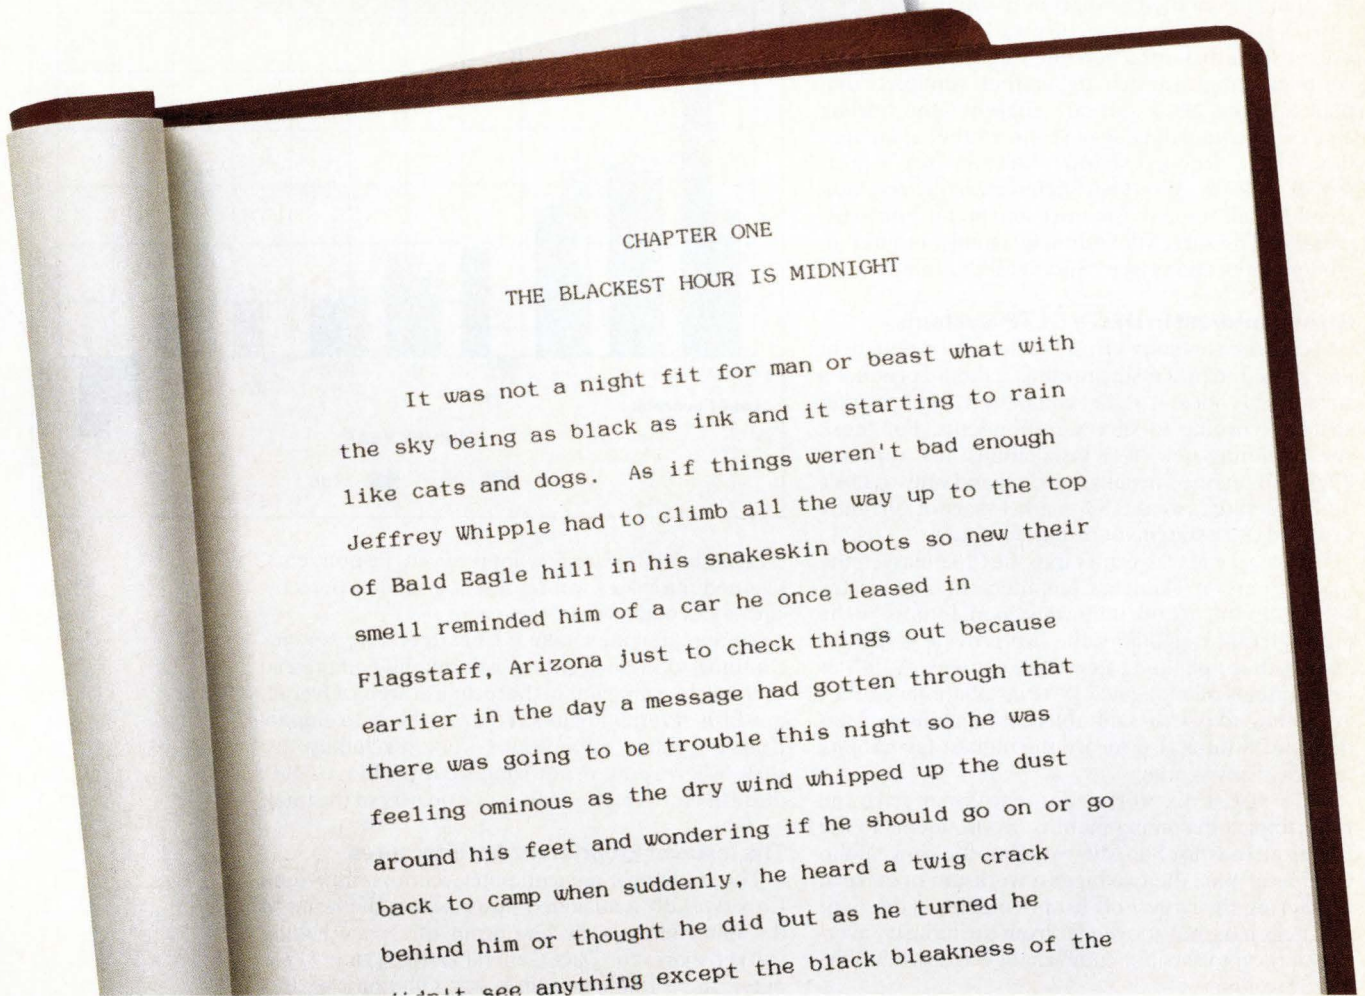 CHAPTER ONE
THE BLACKEST HOUR IS MIDNIGHT
It was not a night fit for man or beast what with
the sky being as black as ink and it starting to rain
like cats and dogs.  As if things weren't bad enough
Jeffrey Whipple had to climb all the way up to the top
of Bald Eagle hill in his snakeskin boots so new their
smell reminded him of a car he once leased in
Flagstaff, Arizona just to check things out because
earlier in the day a message had gotten through that
there was going to be trouble this night so he was
feeling ominous as the dry wind whipped up the dust
around his feet and wondering if he should go on or go
back to camp when suddenly, he heard a twig crack
behind him or thought he did but as he turned he
see anything except the black bleakness of the